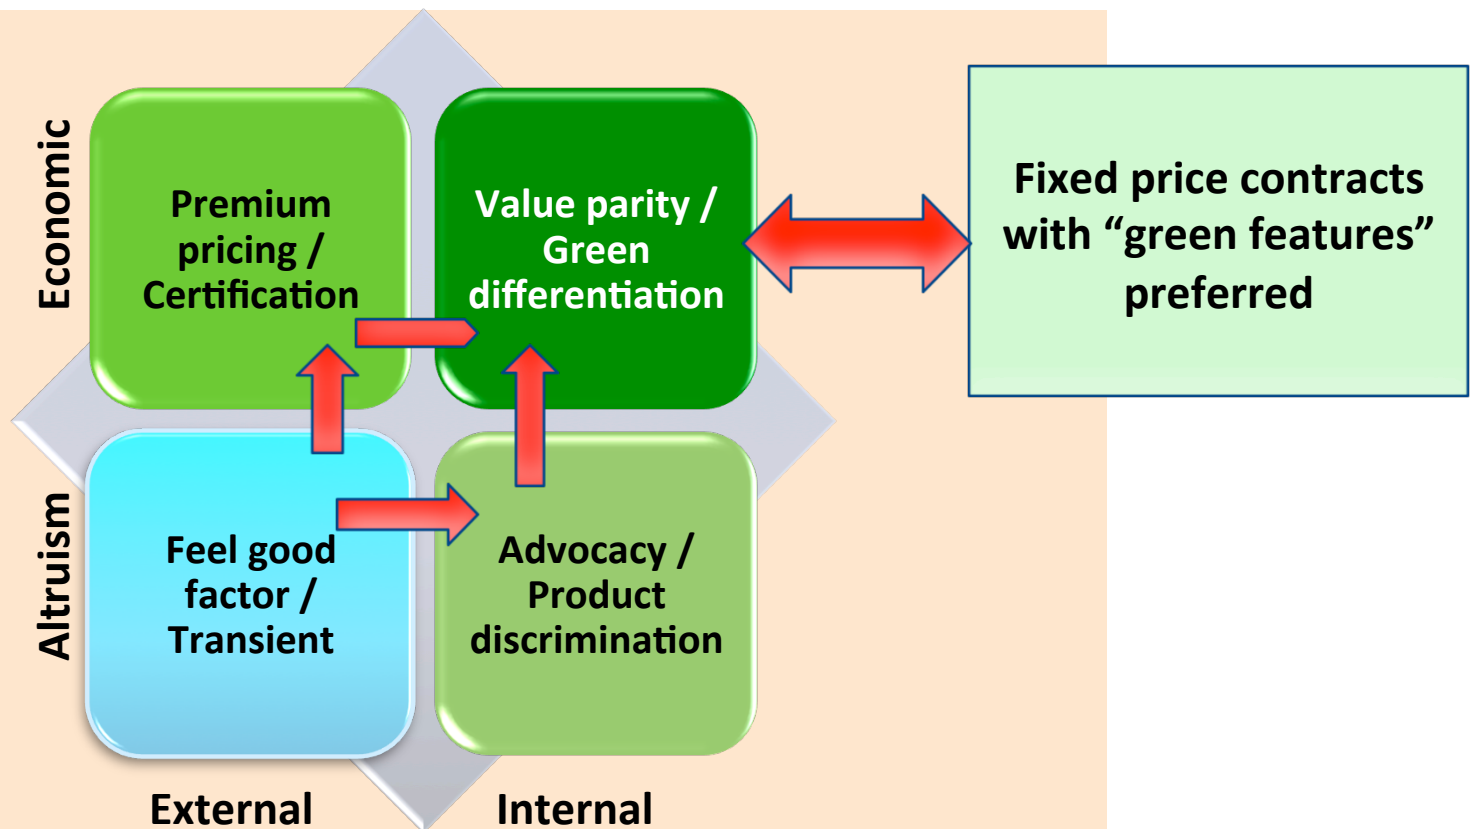 Economic
Premium
pricing /
Certification
Value parity /
Green
differentiation
Fixed price contracts
with “green features”
preferred
Altruism
Feel good
factor /
Transient
Advocacy /
Product
discrimination
External
Internal